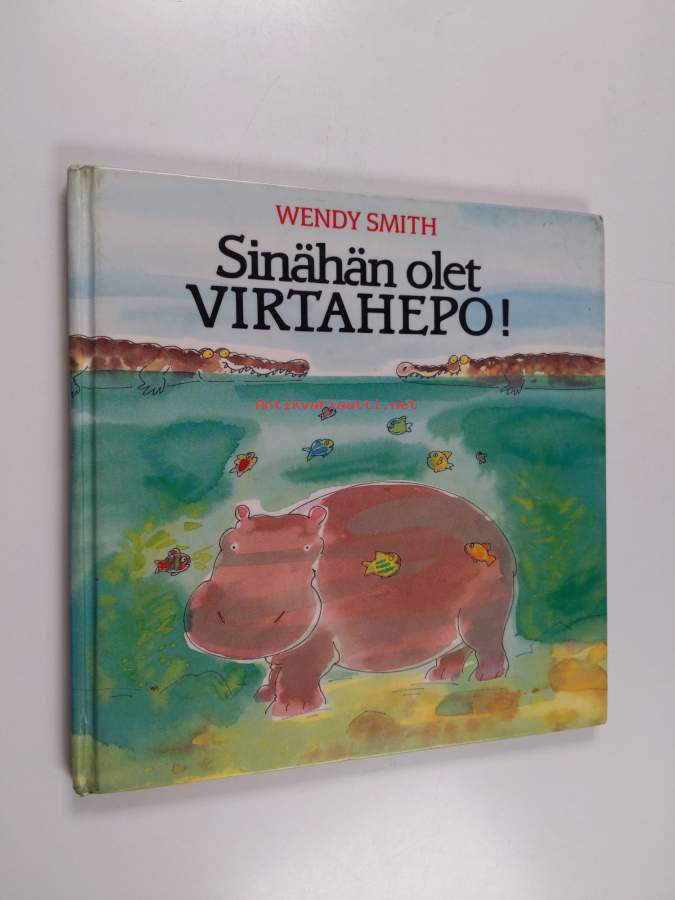 WENDY SMITH
Sinähän olet
VIRTAHEPO!
Antikvariaatti.net